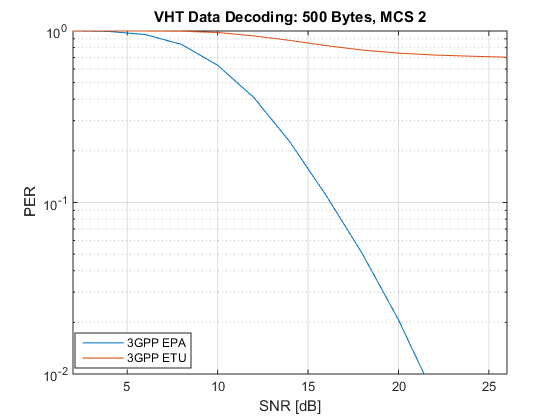 VHT Data Decoding: 500 Bytes, MCS 2
10^0
10^-1
10^-2
PER
3GPP EPA
3GPP ETU
5 10 15 20 25
SNR [dB]